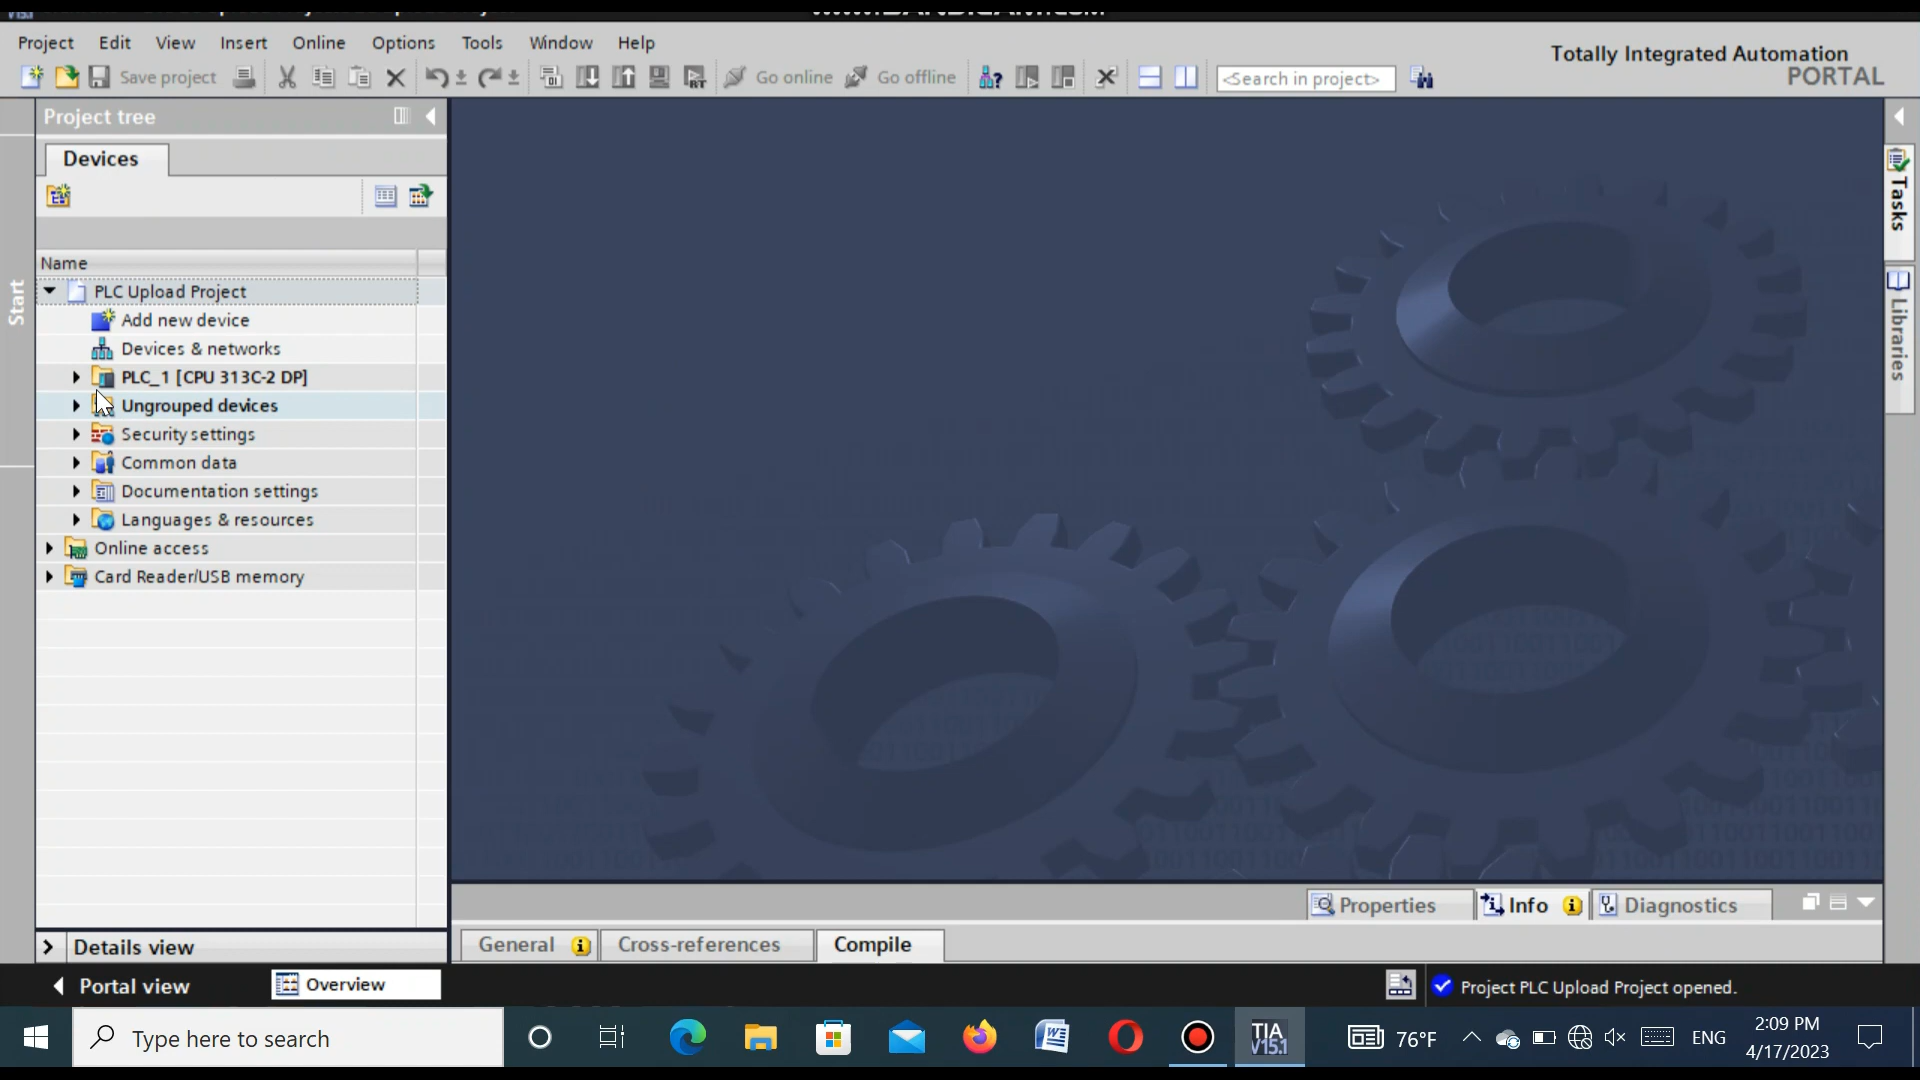 Project Edit View Insert Online Options Tools Window Help
Totally Integrated Automation
PORTAL
Save project
Go online
Go offline
<Search in project>
Project tree
Devices
Name
PLC Upload Project
Add new device
Devices & networks
PLC_1 [CPU 313C-2 DP]
Ungrouped devices
Security settings
Common data
Documentation settings
Languages & resources
Online access
Card Reader/USB memory
Start
Tasks
Libraries
Properties
Info
Diagnostics
General
Cross-references
Compile
Details view
Portal view
Overview
Project PLC Upload Project opened.
Type here to search
TIA
V15.1
76°F
ENG
2:09 PM
4/17/2023